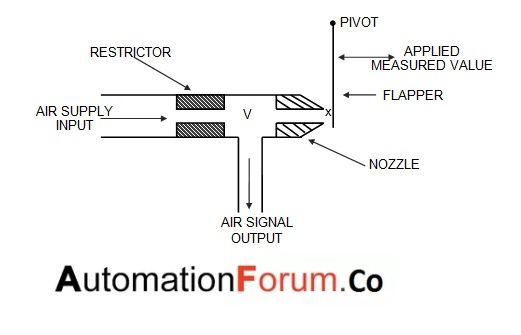 PIVOT
RESTRICTOR
APPLIED
MEASURED VALUE
FLAPPER
AIR SUPPLY
INPUT
V
x
NOZZLE
AIR SIGNAL
OUTPUT
AutomationForum.Co